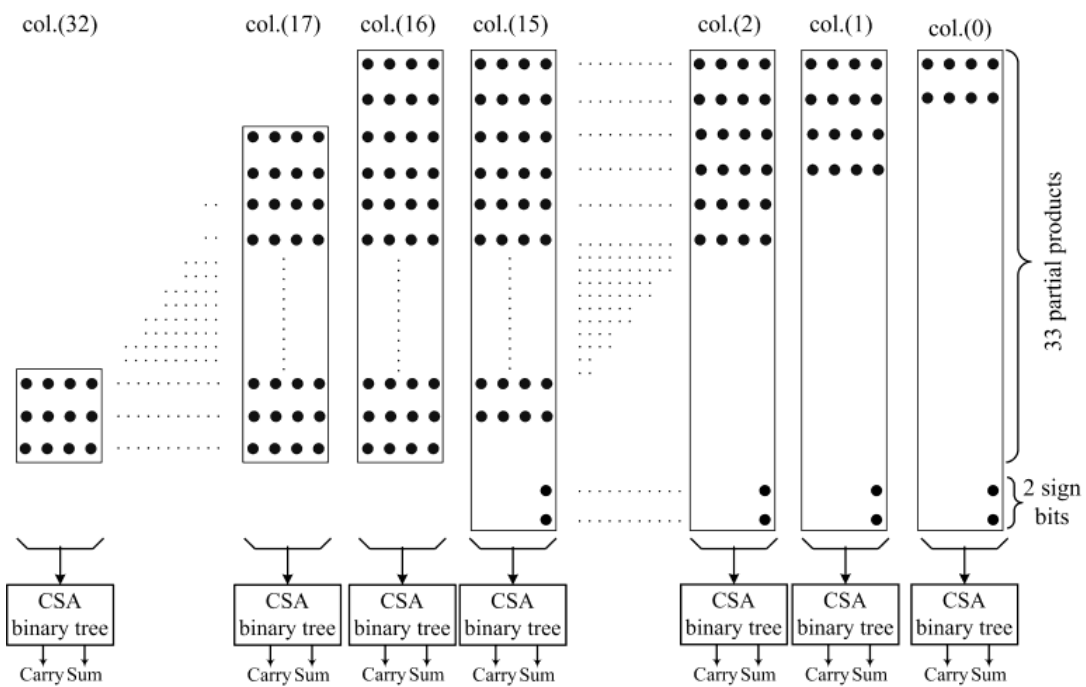 col.(32)
col.(17)
col.(16)
col.(15)
col.(2)
col.(1)
col.(0)
33 partial products
2 sign
bits
CSA
binary tree
CSA
binary tree
CSA
binary tree
CSA
binary tree
CSA
binary tree
CSA
binary tree
CSA
binary tree
Carry Sum
Carry Sum
Carry Sum
Carry Sum
Carry Sum
Carry Sum
Carry Sum